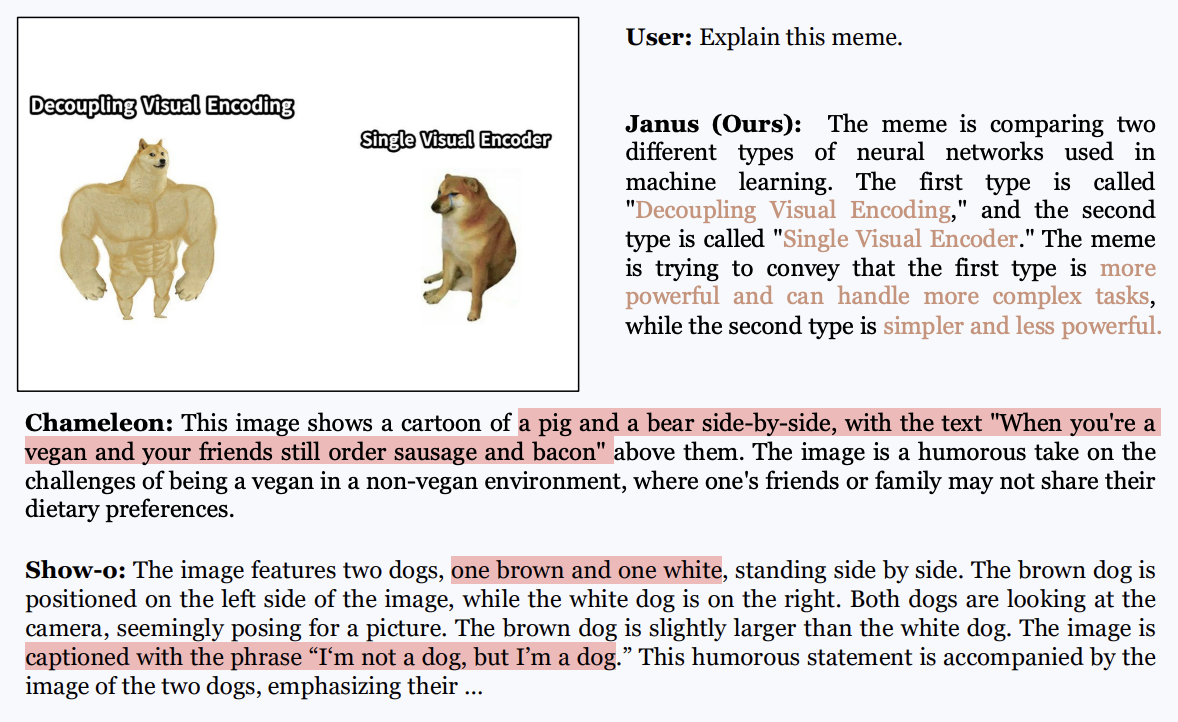 Decoupling Visual Encoding
Single Visual Encoder
User: Explain this meme.
Janus (Ours): The meme is comparing two
different types of neural networks used in
machine learning. The first type is called
"Decoupling Visual Encoding," and the second
type is called "Single Visual Encoder." The meme
is trying to convey that the first type is more
powerful and can handle more complex tasks,
while the second type is simpler and less powerful.
Chameleon: This image shows a cartoon of a pig and a bear side-by-side, with the text "When you're a
vegan and your friends still order sausage and bacon" above them. The image is a humorous take on the
challenges of being a vegan in a non-vegan environment, where one's friends or family may not share their
dietary preferences.
Show-o: The image features two dogs, one brown and one white, standing side by side. The brown dog is
positioned on the left side of the image, while the white dog is on the right. Both dogs are looking at the
camera, seemingly posing for a picture. The brown dog is slightly larger than the white dog. The image is
captioned with the phrase “I‘m not a dog, but I’m a dog.” This humorous statement is accompanied by the
image of the two dogs, emphasizing their ...